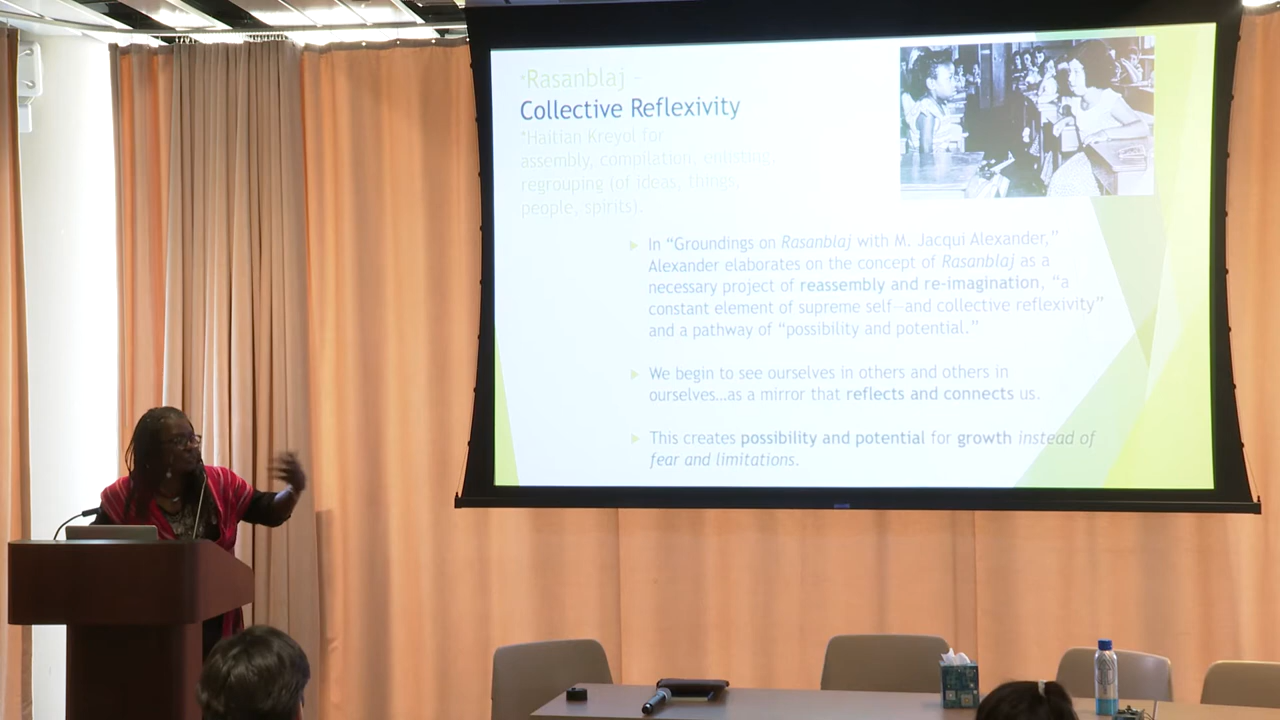 •Rasanblaj -
Collective Reflexivity
*Haitian Kreyol for
assembly, compilation, enlisting,
regrouping (of ideas, things,
people, spirits).
In “Groundings on Rasanblaj with M. Jacqui Alexander,”
Alexander elaborates on the concept of Rasanblaj as a
necessary project of reassembly and re-imagination, “a
constant element of supreme self—and collective reflexivity”
and a pathway of “possibility and potential.”
We begin to see ourselves in others and others in
ourselves…as a mirror that reflects and connects us.
This creates possibility and potential for growth instead of
fear and limitations.